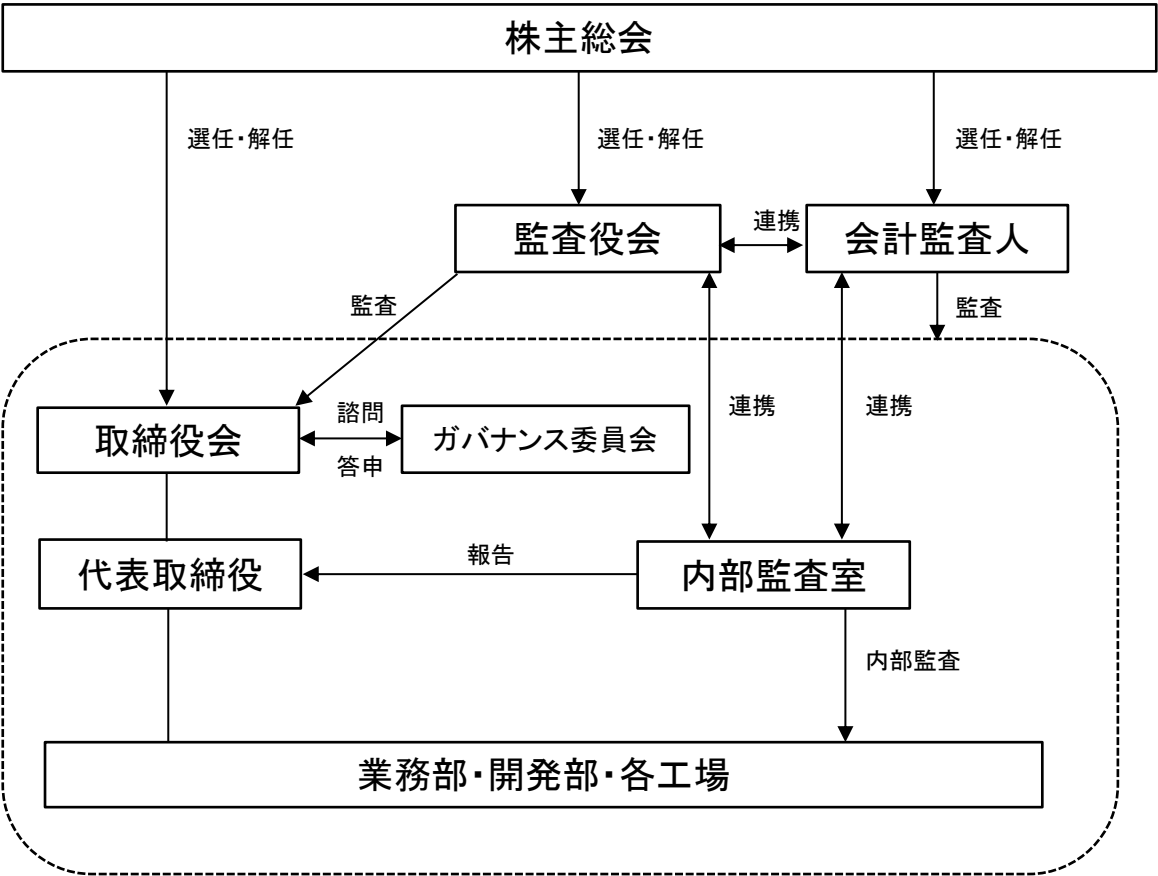 株主総会
選任・解任
選任・解任
選任・解任
監査役会
連携
会計監査人
監査
監査
取締役会
諮問
答申
ガバナンス委員会
連携
連携
代表取締役
報告
内部監査室
内部監査
業務部・開発部・各工場